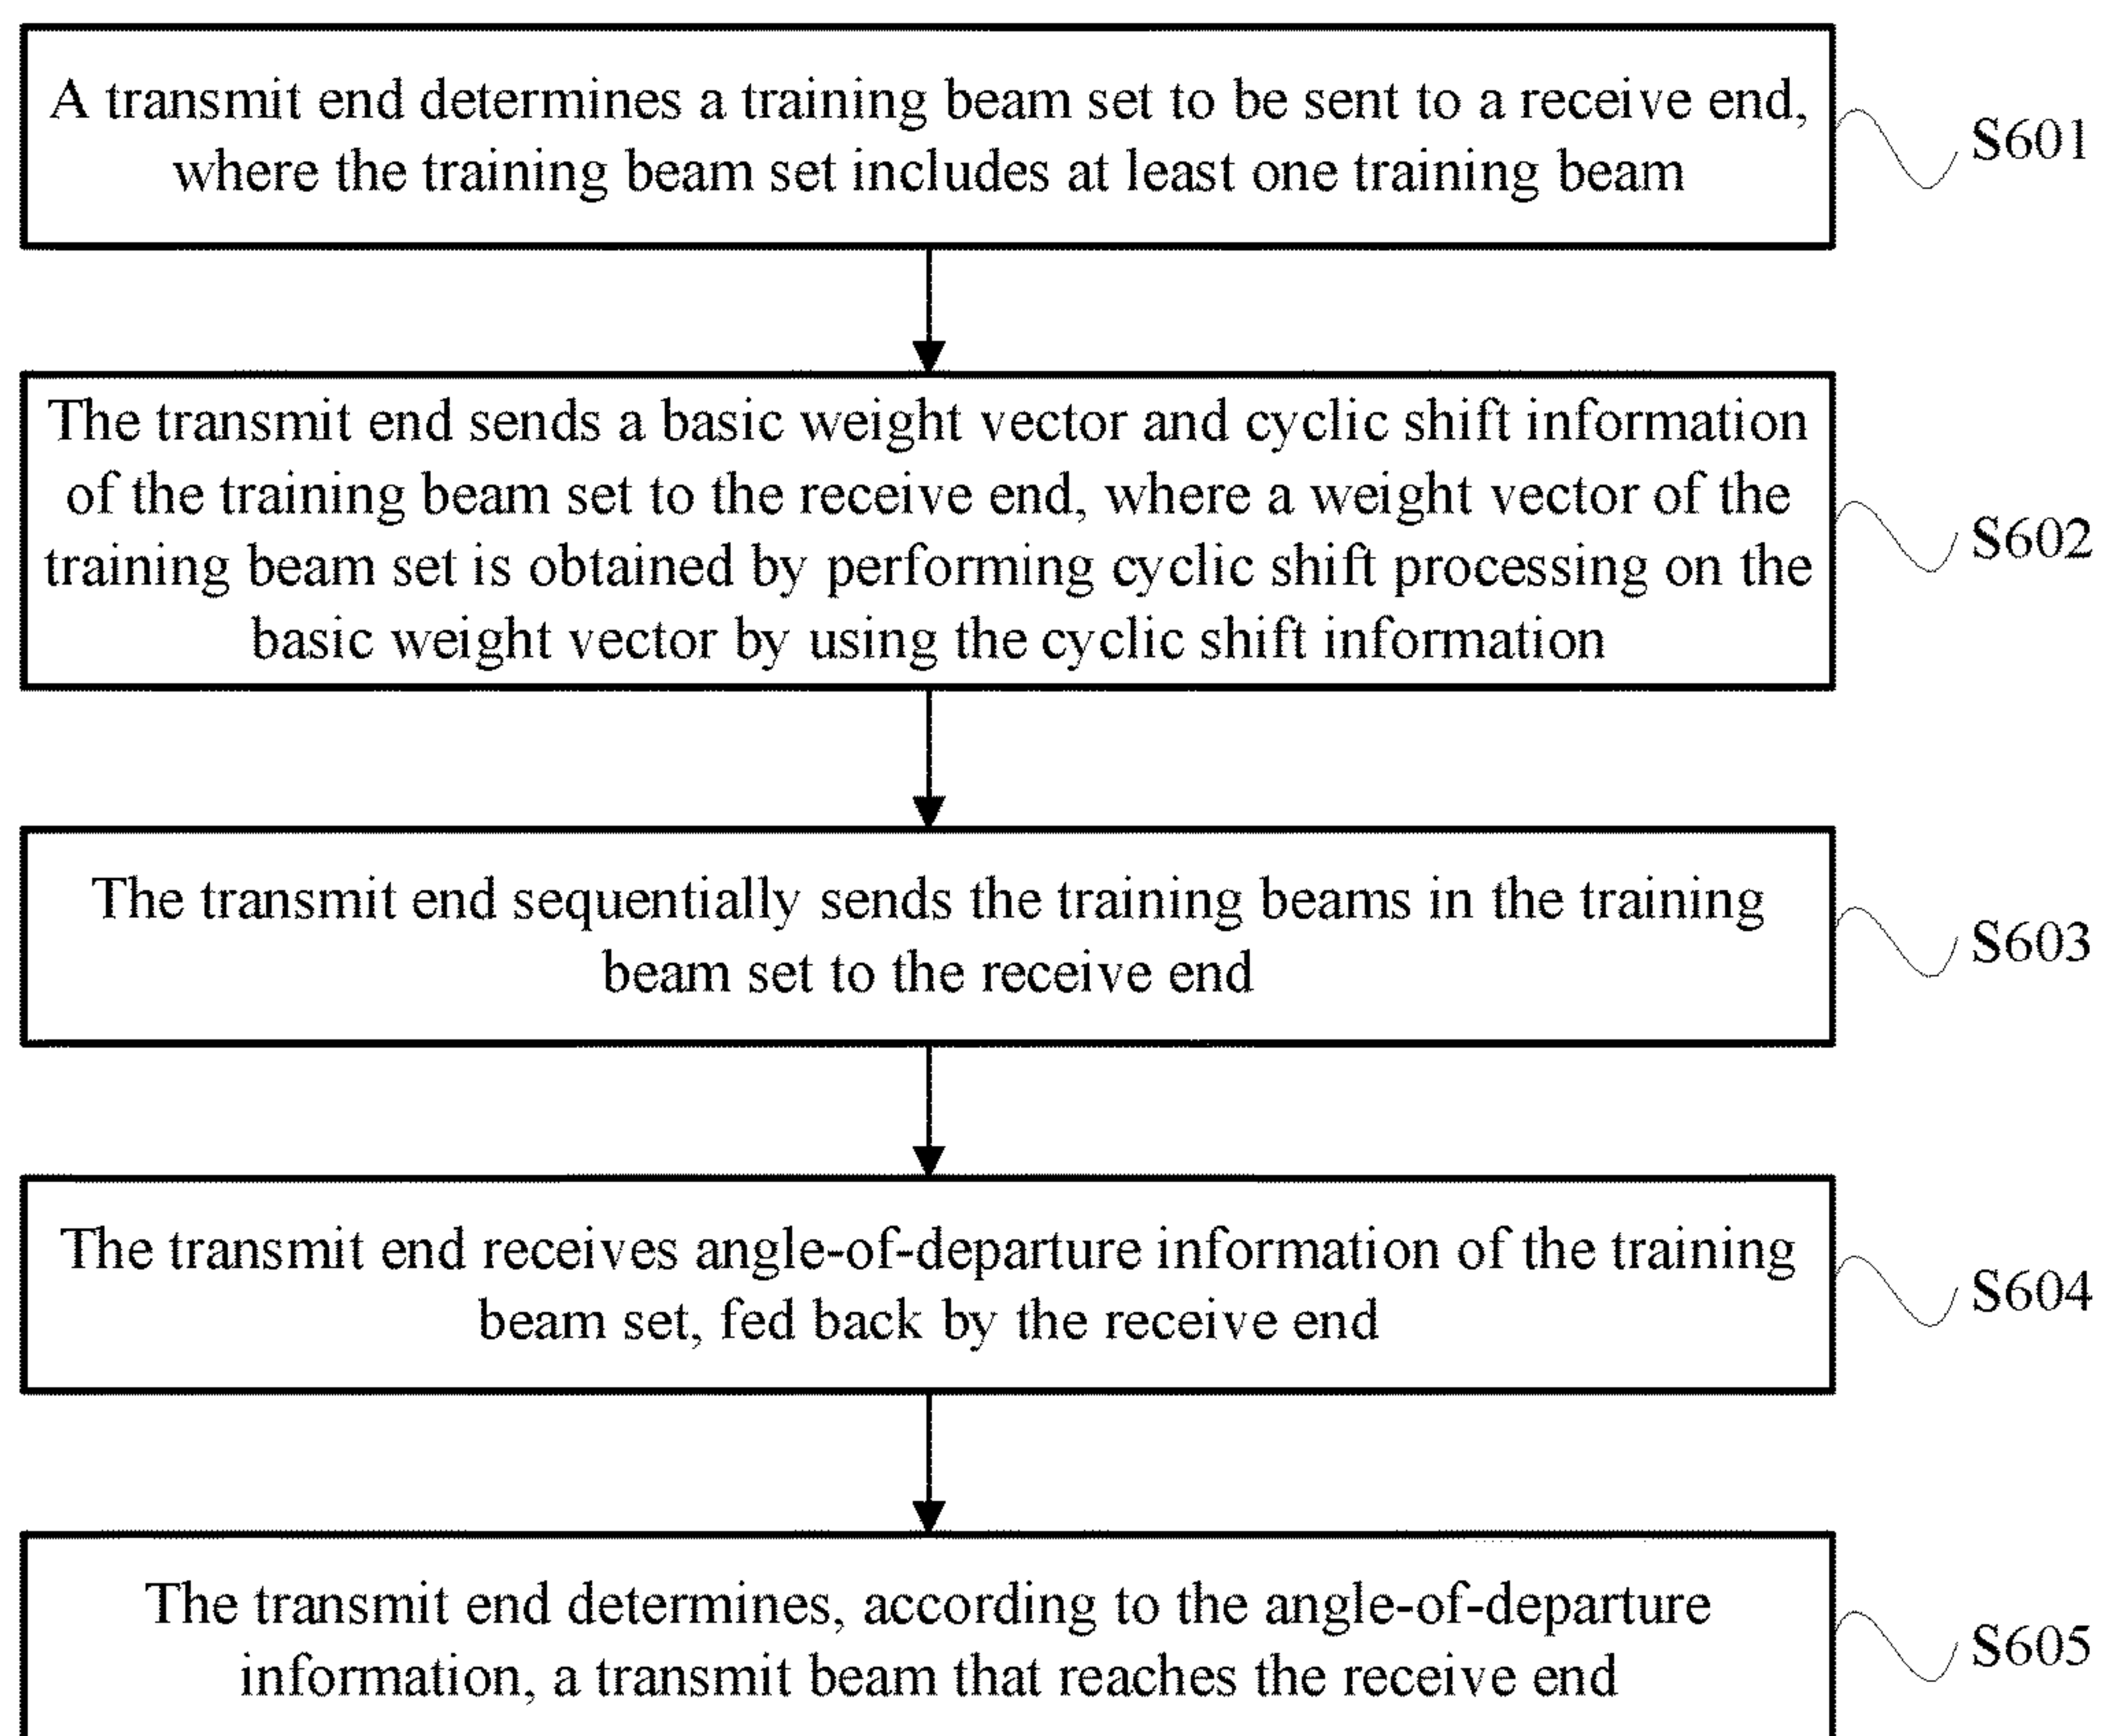 A transmit end determines a training beam set to be sent to a receive end,
where the training beam set includes at least one training beam
S601
The transmit end sends a basic weight vector and cyclic shift information
of the training beam set to the receive end, where a weight vector of the
training beam set is obtained by performing cyclic shift processing on the
basic weight vector by using the cyclic shift information
S602
The transmit end sequentially sends the training beams in the training
beam set to the receive end
S603
The transmit end receives angle-of-departure information of the training
beam set, fed back by the receive end
S604
The transmit end determines, according to the angle-of-departure
information, a transmit beam that reaches the receive end
S605